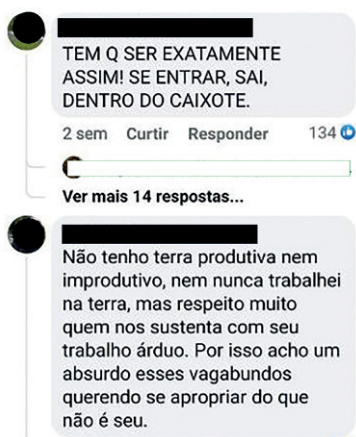 TEM Q SER EXATAMENTE
ASSIM! SE ENTRAR, SAI,
DENTRO DO CAIXOTE.
2 sem Curtir Responder 134
Ver mais 14 respostas...
Não tenho terra produtiva nem
improdutivo, nem nunca trabalhei
na terra, mas respeito muito
quem nos sustenta com seu
trabalho árduo. Por isso acho um
absurdo esses vagabundos
querendo se apropriar do que
não é seu.